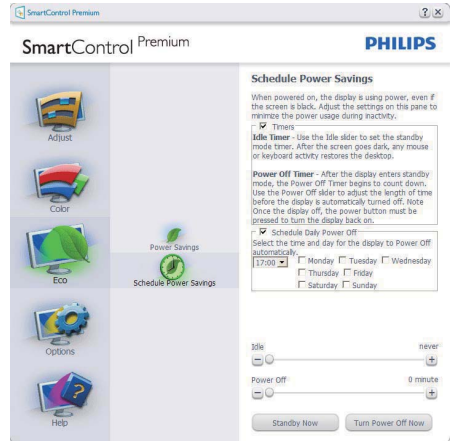 SmartControl Premium
SmartControl Premium
PHILIPS
Adjust
Color
Eco
Options
Help
Power Savings
Schedule Power Savings
Schedule Power Savings
When powered on, the display is using power, even if
the screen is black. Adjust the settings on this pane to
minimize the power usage during inactivity.
Timers
Idle Timer - Use the Idle slider to set the standby
mode timer. After the screen goes dark, any mouse
or keyboard activity restores the desktop.
Power Off Timer - After the display enters standby
mode, the Power Off Timer begins to count down.
Use the Power Off slider to adjust the length of time
before the display is automatically turned off. Note
Once the display off, the power button must be
pressed to turn the display back on.
Schedule Daily Power Off
Select the time and day for the display to Power Off
automatically.
17:00 Monday Tuesday Wednesday
Thursday Friday
Saturday Sunday
Idle never
Power Off 0 minute
Standby Now Turn Power Off Now